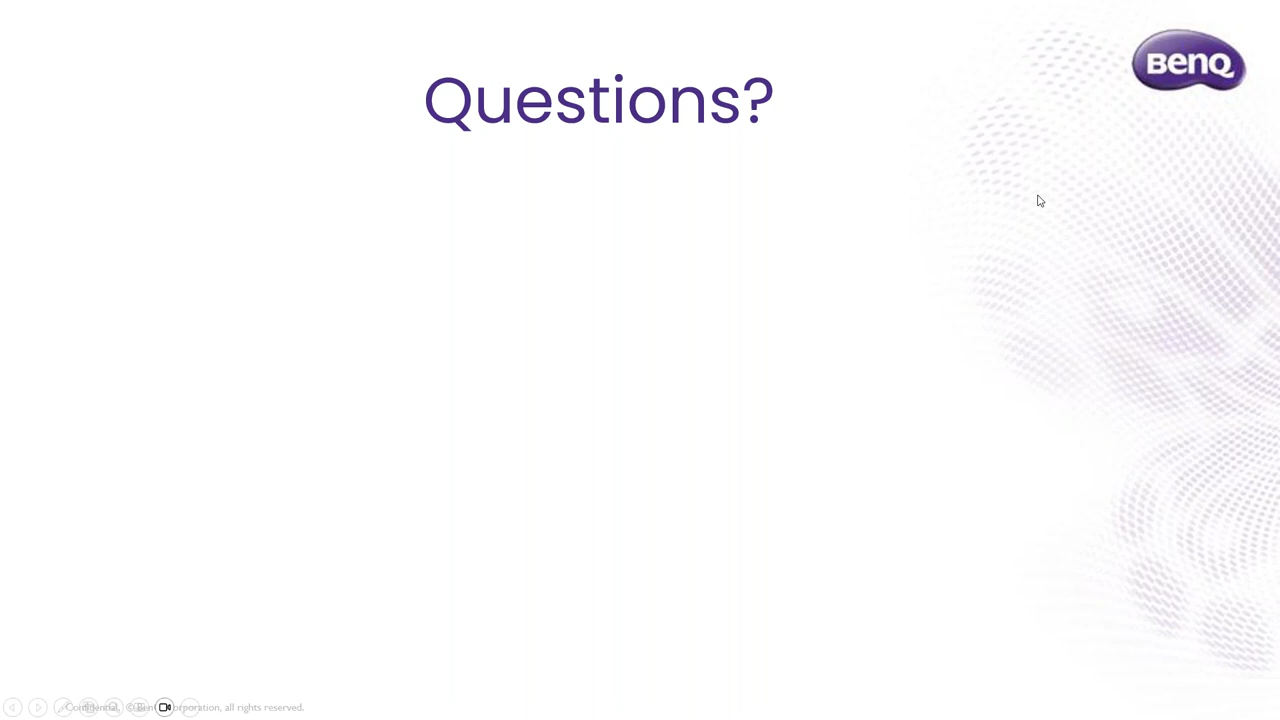 BenQ
Questions?
Confidential, © BenQ Corporation, all rights reserved.